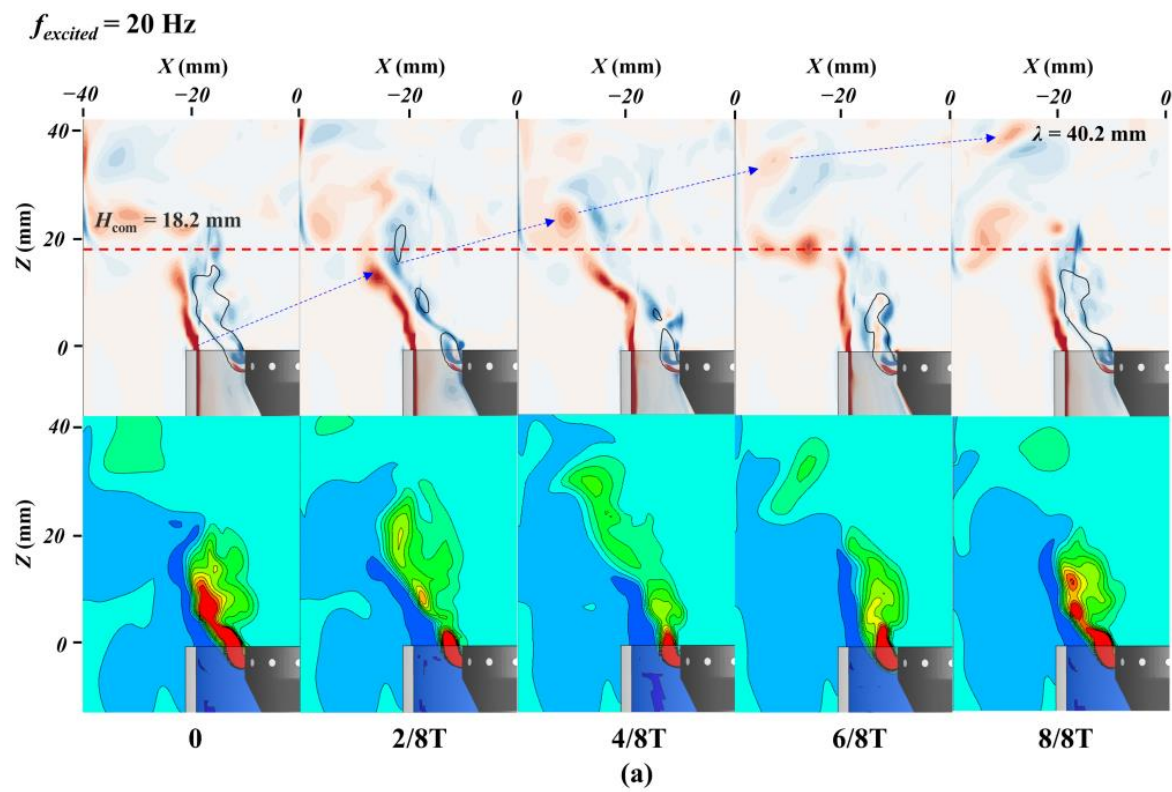 f_excited = 20 Hz
X (mm) X (mm) X (mm) X (mm) X (mm)
−40 −20 0 −20 0 −20 0 −20 0 −20 0
40
λ = 40.2 mm
Z (mm)
H_com = 18.2 mm
20
0
40
Z (mm)
20
0
0 2/8T 4/8T 6/8T 8/8T
(a)